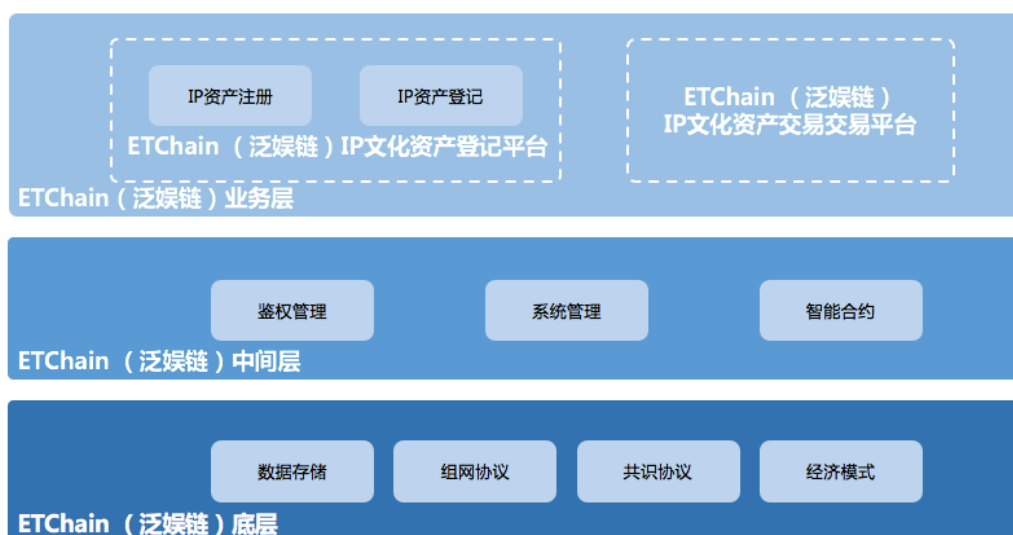 IP资产注册
IP资产登记
ETChain （泛娱链）IP文化资产登记平台
ETChain （泛娱链）
IP文化资产交易交易平台
ETChain（泛娱链）业务层
鉴权管理
系统管理
智能合约
ETChain （泛娱链）中间层
数据存储
组网协议
共识协议
经济模式
ETChain （泛娱链）底层